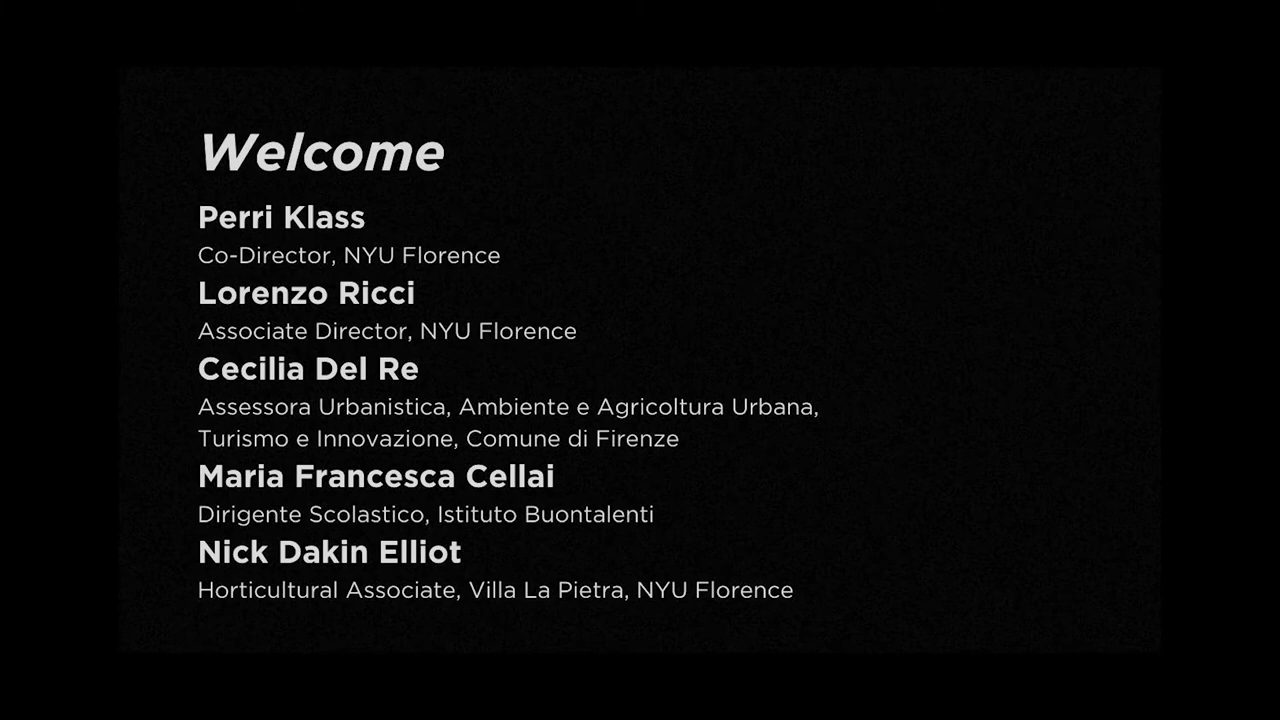 Welcome
Perri Klass
Co-Director, NYU Florence
Lorenzo Ricci
Associate Director, NYU Florence
Cecilia Del Re
Assessora Urbanistica, Ambiente e Agricoltura Urbana,
Turismo e Innovazione, Comune di Firenze
Maria Francesca Cellai
Dirigente Scolastico, Istituto Buontalenti
Nick Dakin Elliot
Horticultural Associate, Villa La Pietra, NYU Florence